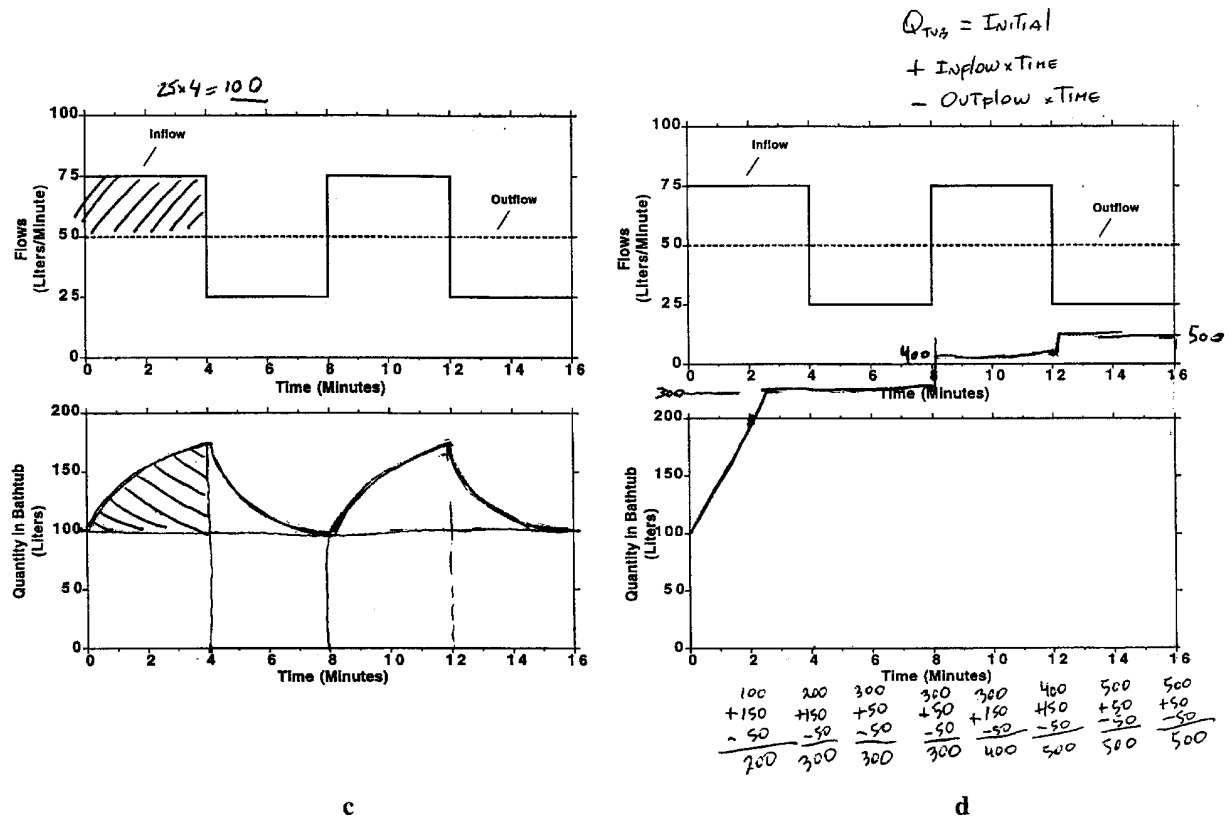 25x4 = 100
100
Inflow
75
Outflow
50
25
0
Flows
(Liters/Minute)
0 2 4 6 8 10 12 14 16
Time (Minutes)
200
150
100
50
0
Quantity in Bathtub
(Liters)
0 2 4 6 8 10 12 14 16
Time (Minutes)
c
QTUB = INITIAL
+ INFLOW x TIME
- OUTFLOW x TIME
100
Inflow
75
Outflow
50
25
0
Flows
(Liters/Minute)
400
500
0 2 4 6 8 10 12 14 16
Time (Minutes)
300
200
150
100
50
0
Quantity in Bathtub
(Liters)
0 2 4 6 8 10 12 14 16
Time (Minutes)
100 200 300 300 300 400 500 500
+150 +150 +50 +50 +150 +150 +50 +50
- 50 -50 -50 -50 -50 -50 -50 -50
200 300 300 300 400 500 500 500
d